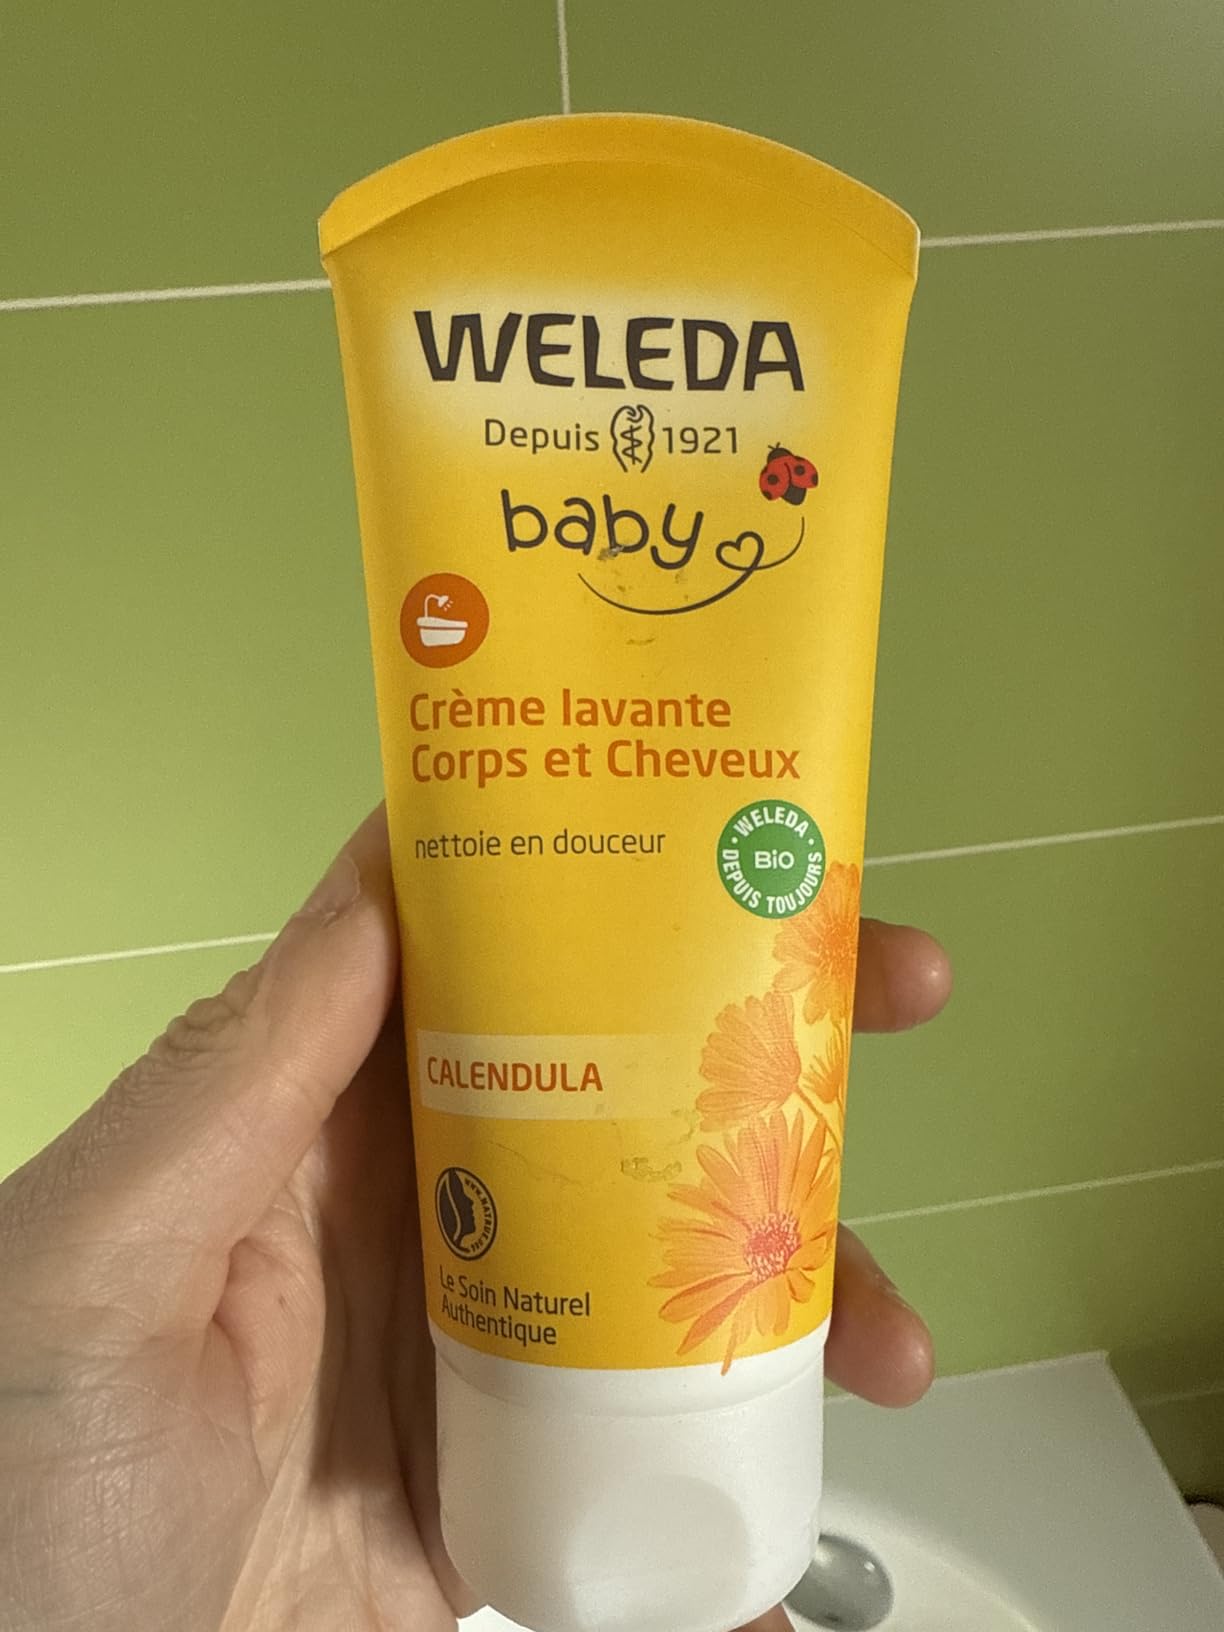 WELEDA
Depuis 1921
baby
Crème lavante
Corps et Cheveux
nettoie en douceur
WELEDA
BiO
DEPUIS TOUJOURS
CALENDULA
Le Soin Naturel
Authentique